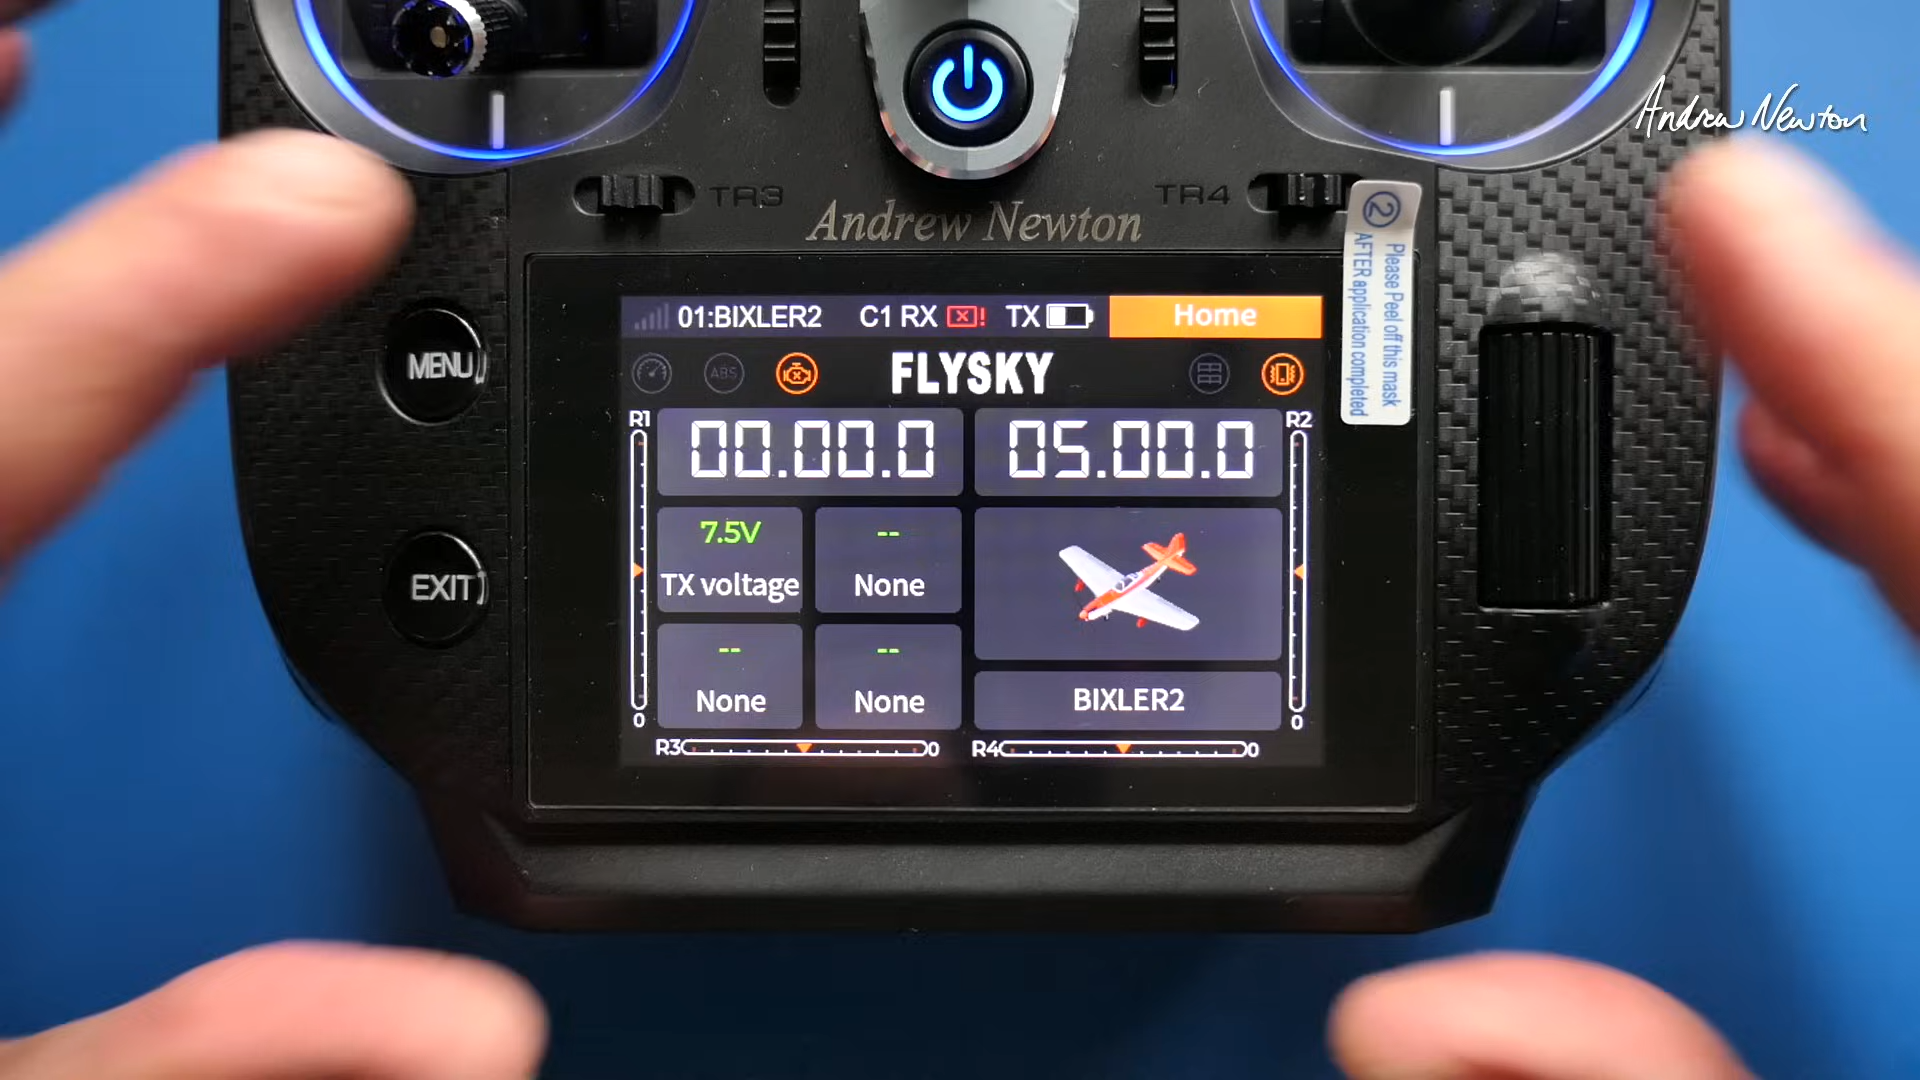 Andrew Newton
TR3
TR4
Andrew Newton
② Please Peel off this mask
AFTER application completed
01:BIXLER2 C1 RX ! TX Home
ABS
FLYSKY
MENU
R1
00.00.0
05.00.0
R2
7.5V
TX voltage
--
None
EXIT
--
None
--
None
BIXLER2
0
0
R3 0
R4 0